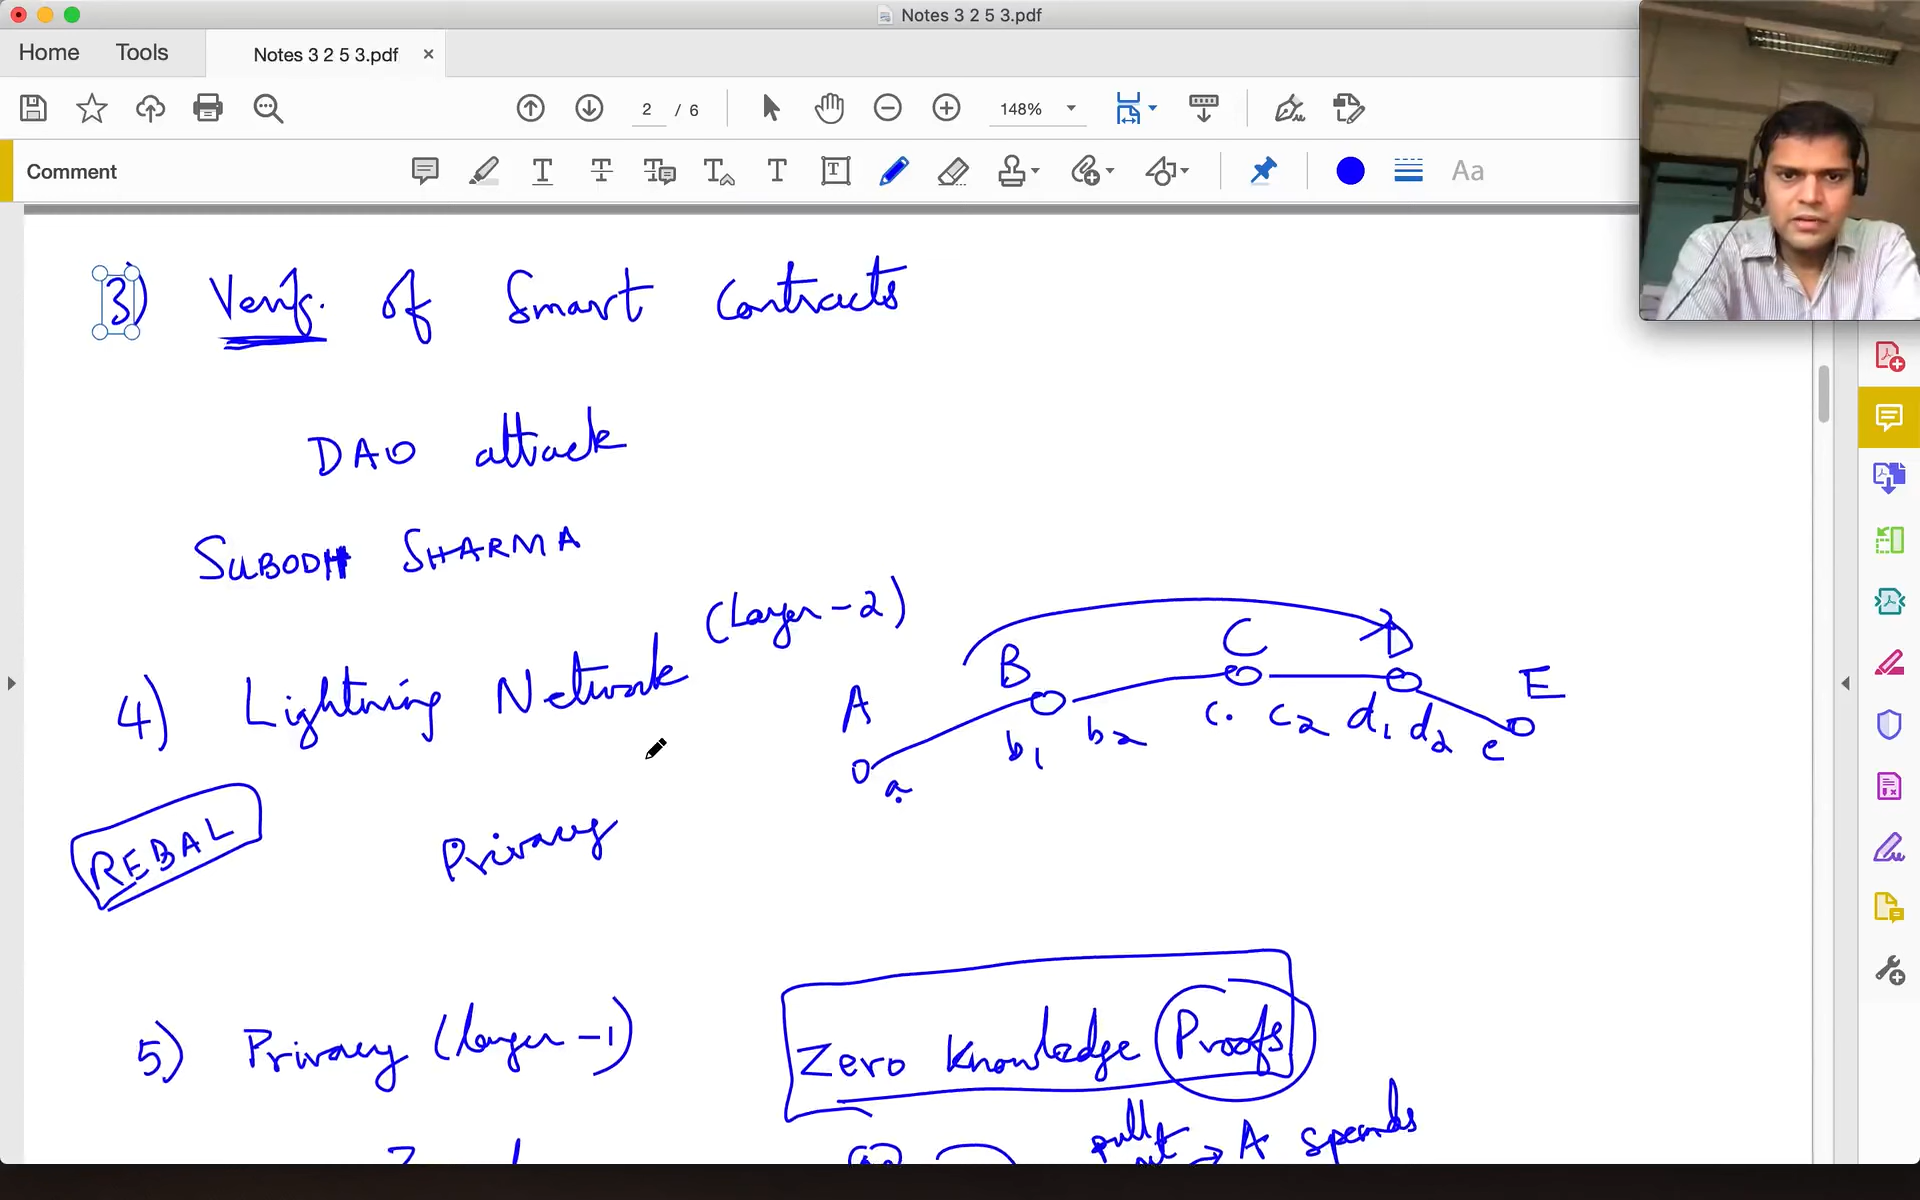 Notes 3 2 5 3.pdf
Home Tools Notes 3 2 5 3.pdf ×
2 / 6 148%
Comment Aa
3) Verif. of Smart Contracts
DAO attack
SUBODH SHARMA
(Layer-2)
4) Lightning Network
A B C D E
a b1 b2 c. c2 d1 d2 e
REBAL
Privacy
5) Privacy (layer-1)
Zero Knowledge Proofs
pull
→ A spends